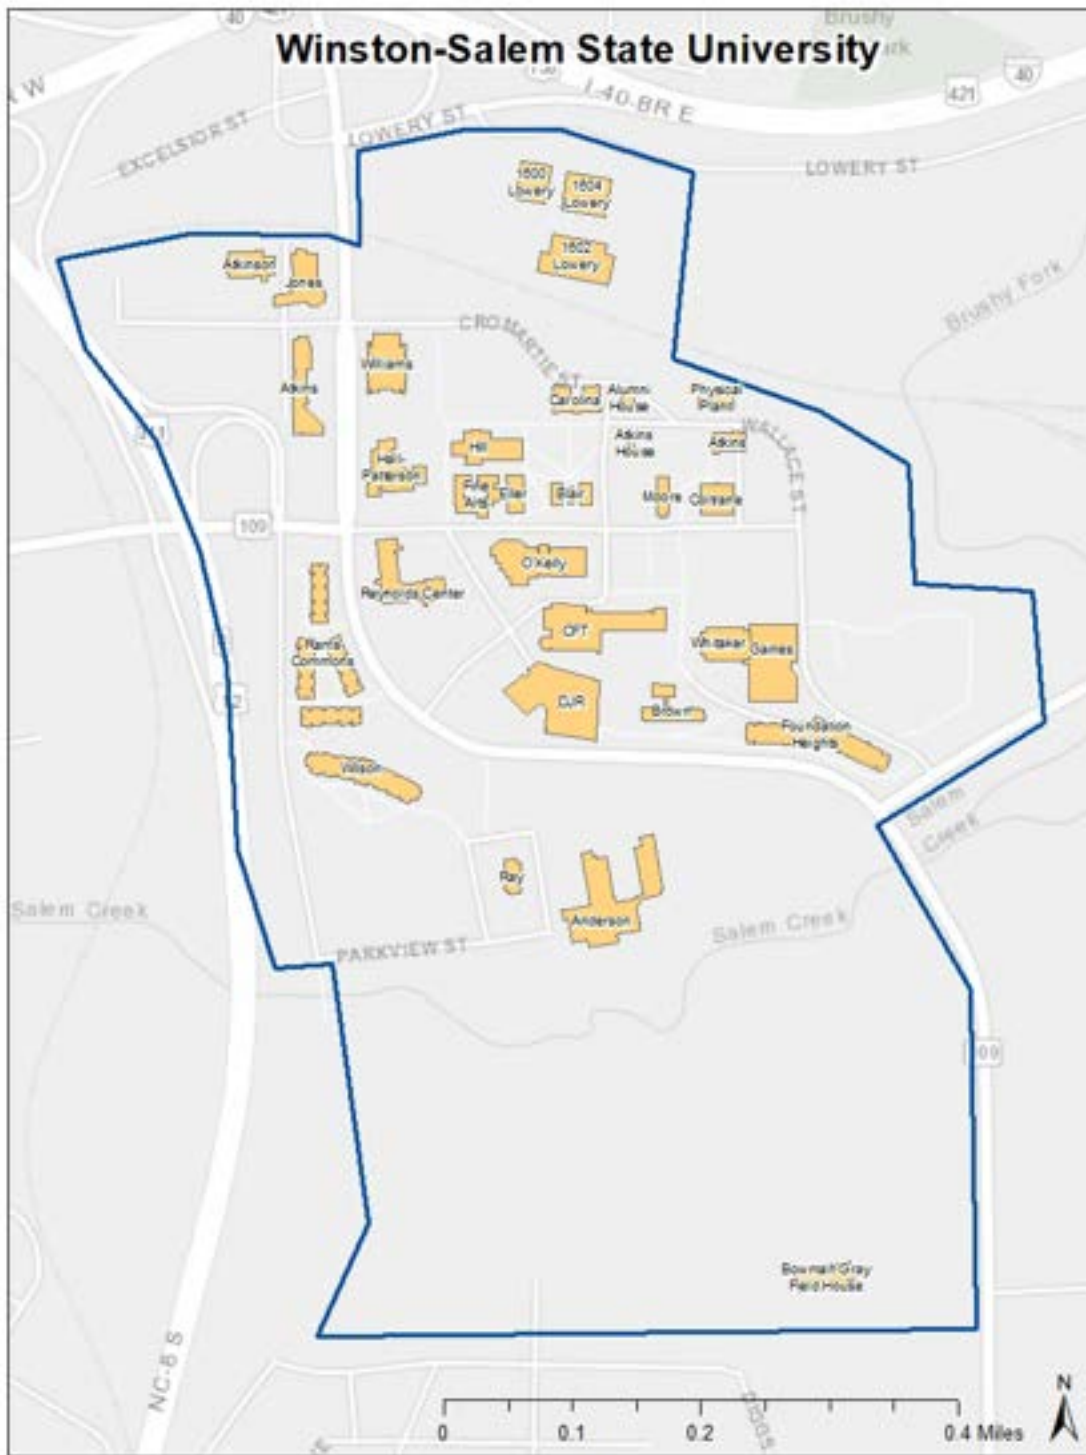 Winston-Salem State University
Brushy
Park
40
421
40
421
I-40-BR E
LOWERY ST
EXCELSIOR ST
LOWERY ST
1600
Lowery
1604
Lowery
1602
Lowery
Atkinson
Jones
Brushy Fork
CROMARTIE ST
Williams
Atkins
Carolina
Alumni
House
Physical
Plant
WALLACE ST
Atkins
House
Atkins
Hill
Hall-
Patterson
Fine
Arts
Eller
Blair
Moore
Coltrane
109
O'Kelly
Reynolds Center
CFT
Whitaker
Gaines
Rams
Commons
DJR
Brown
Foundation
Heights
Wilson
Salem
Creek
Ray
Anderson
Salem Creek
Salem Creek
PARKVIEW ST
109
Bowman Gray
Field House
NC-8 S
DIGGS
N
0
0.1
0.2
0.4 Miles